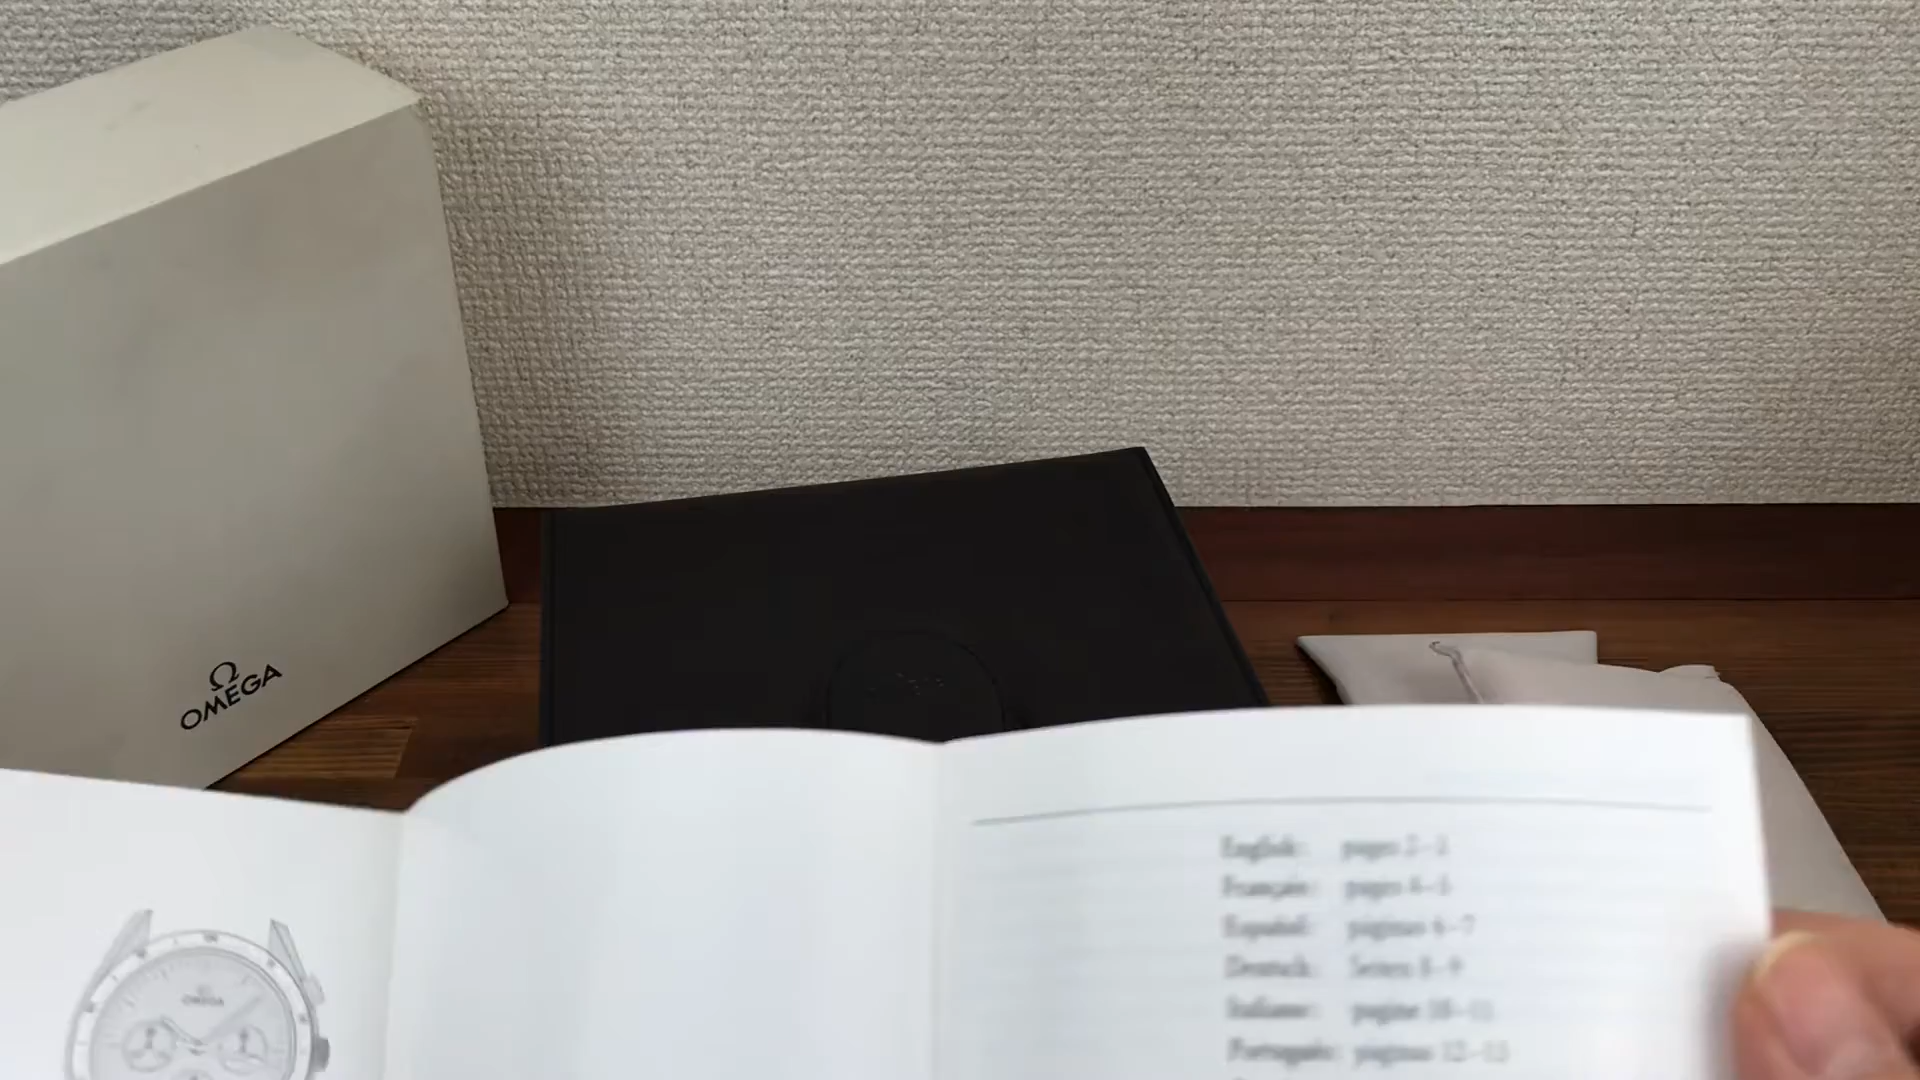 Ω
OMEGA
OMEGA
English: pages 2-3
Français: pages 4-5
Español: páginas 6-7
Deutsch: Seiten 8-9
Italiano: pagine 10-11
Português: páginas 12-13